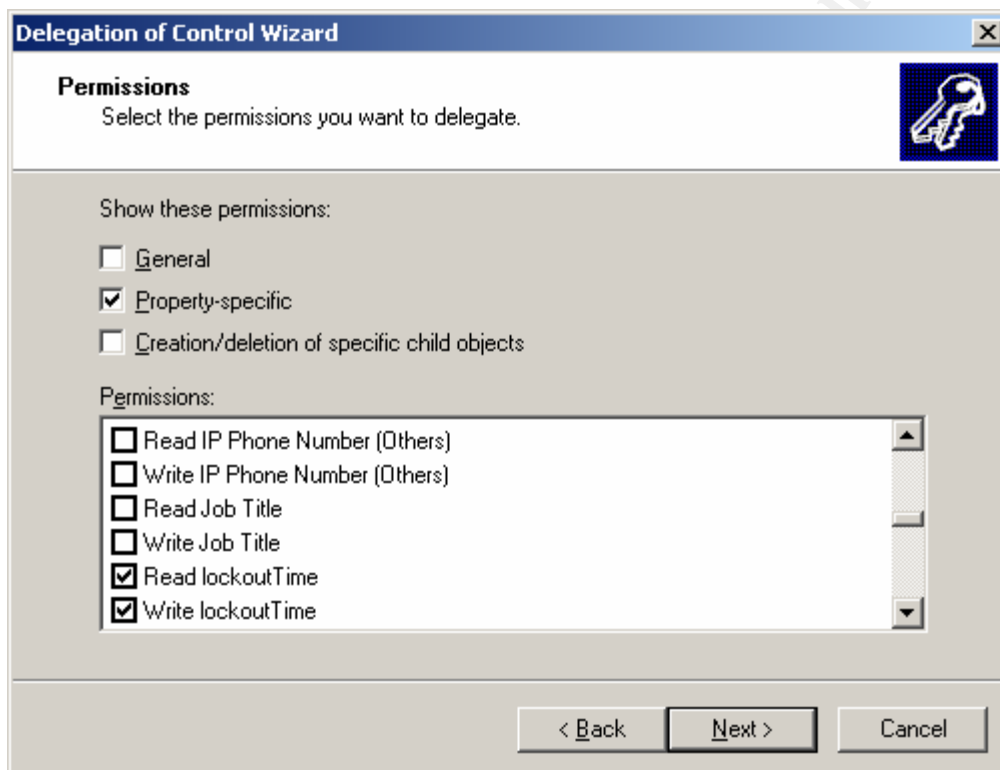 Delegation of Control Wizard
Permissions
Select the permissions you want to delegate.
Show these permissions:
General
Property-specific
Creation/deletion of specific child objects
Permissions:
Read IP Phone Number (Others)
Write IP Phone Number (Others)
Read Job Title
Write Job Title
Read lockoutTime
Write lockoutTime
< Back
Next >
Cancel